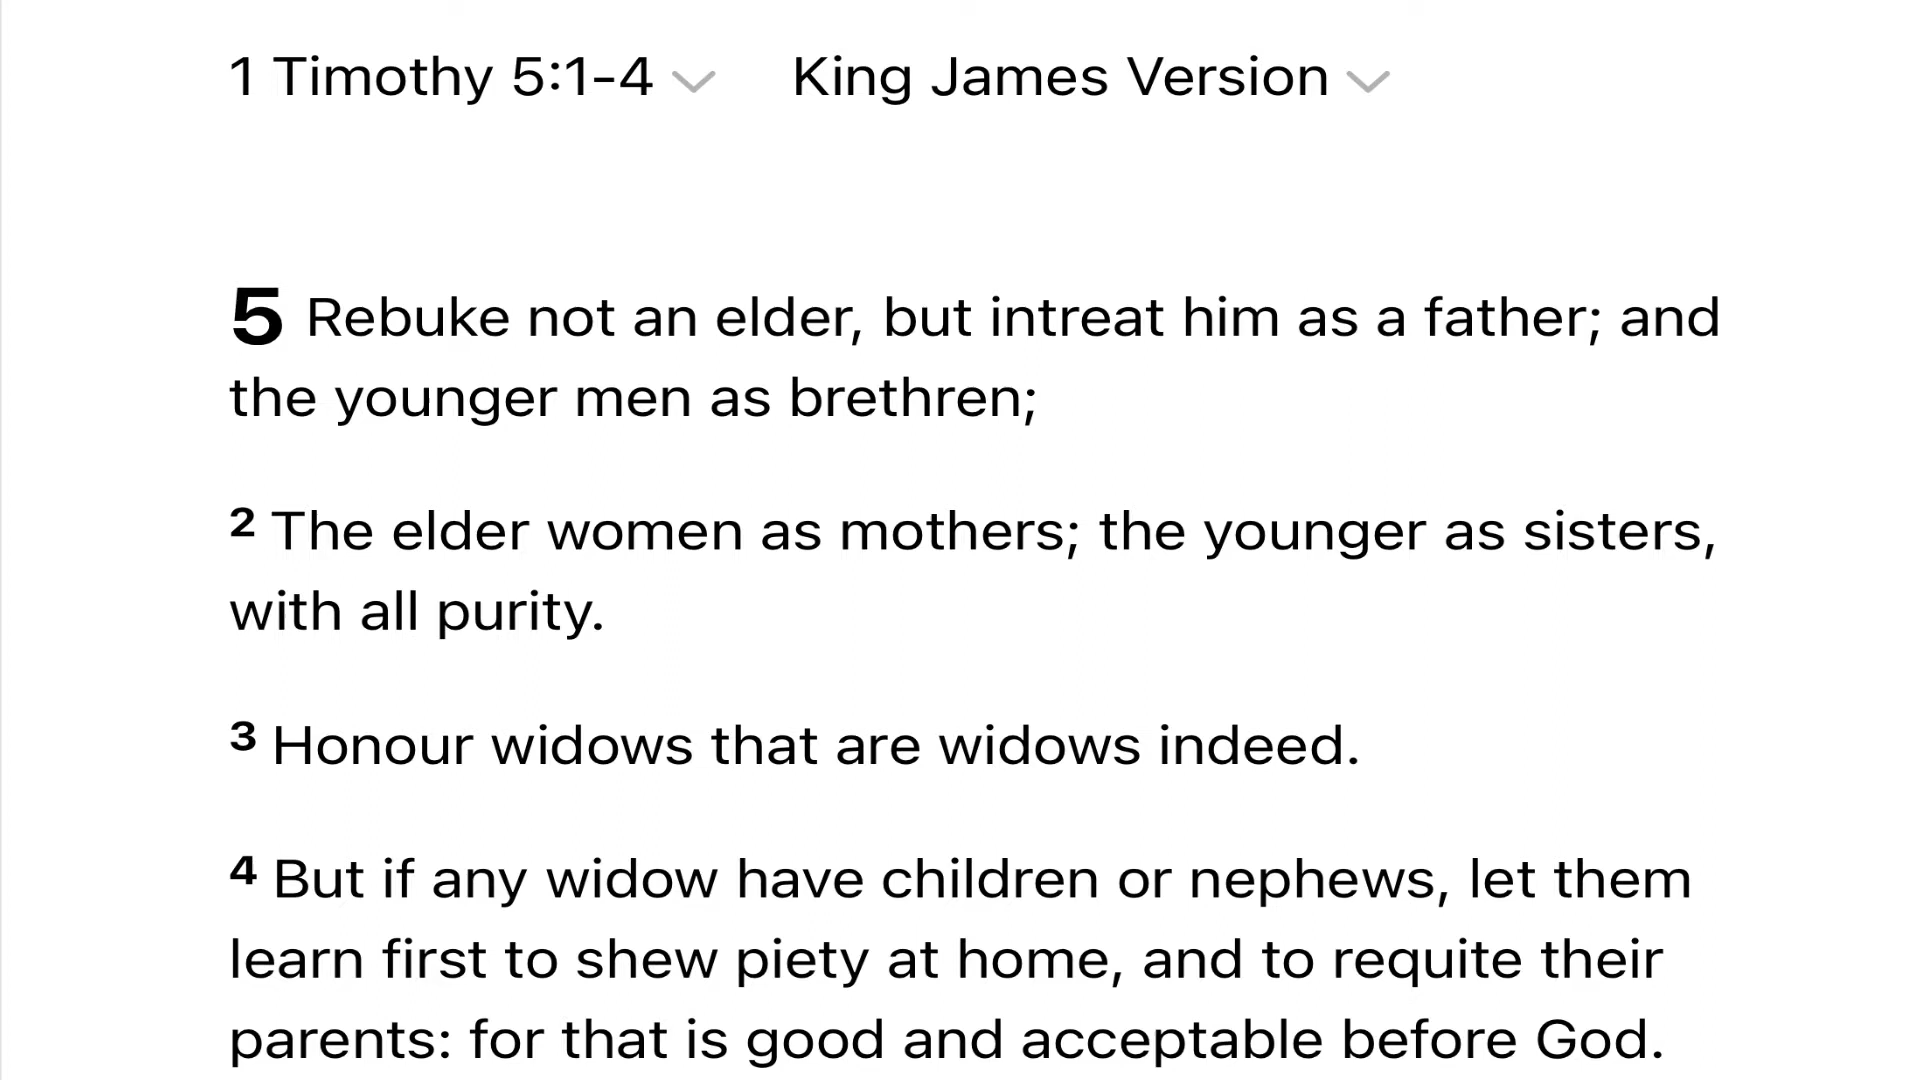 1 Timothy 5:1-4 King James Version
5 Rebuke not an elder, but intreat him as a father; and
the younger men as brethren;
2 The elder women as mothers; the younger as sisters,
with all purity.
3 Honour widows that are widows indeed.
4 But if any widow have children or nephews, let them
learn first to shew piety at home, and to requite their
parents: for that is good and acceptable before God.